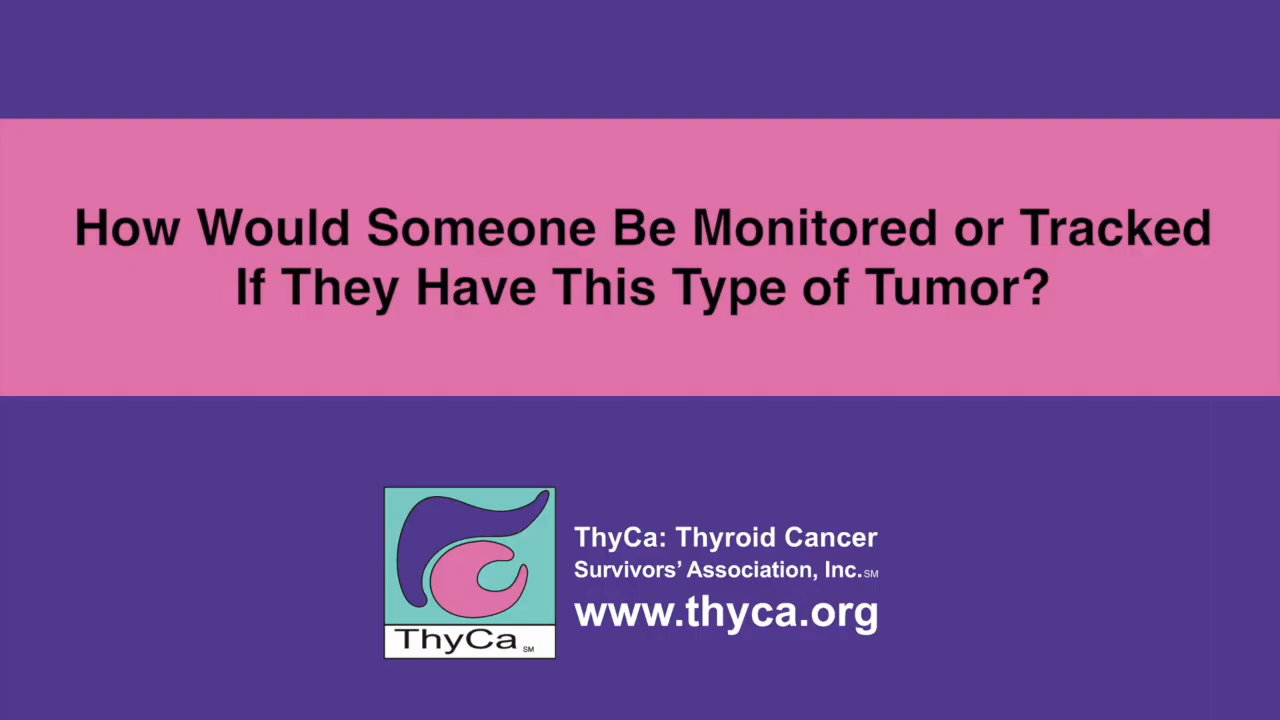 How Would Someone Be Monitored or Tracked
If They Have This Type of Tumor?
ThyCa: Thyroid Cancer
Survivors’ Association, Inc.SM
www.thyca.org
ThyCa SM